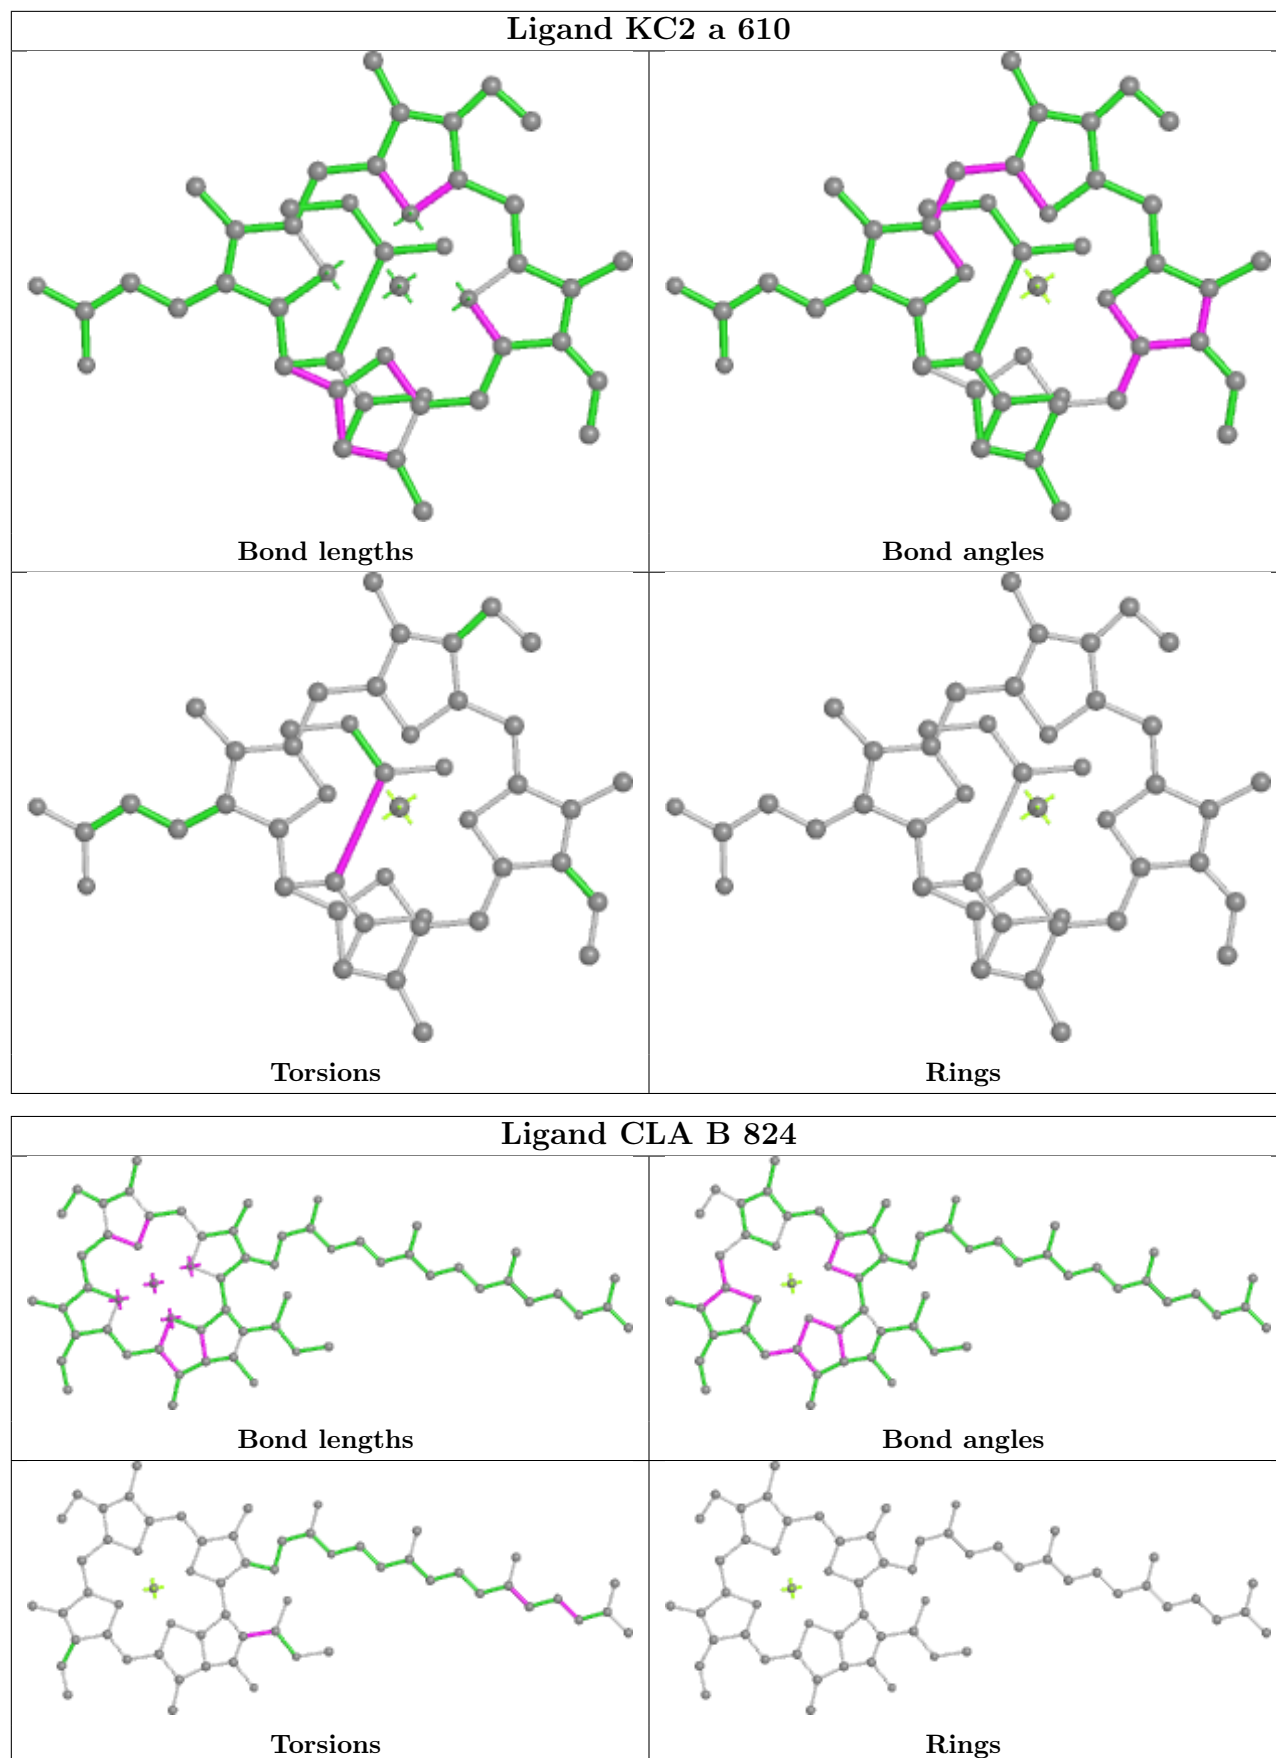 Ligand KC2 a 610
Bond lengths
Bond angles
Torsions
Rings
Ligand CLA B 824
Bond lengths
Bond angles
Torsions
Rings